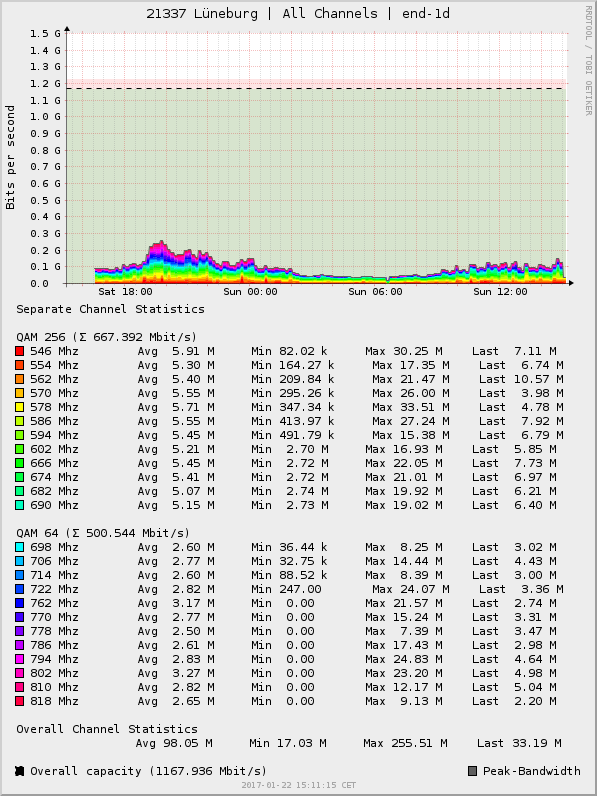 21337 Lüneburg | All Channels | end-1d
RRDTOOL / TOBI OETIKER
Bits per second
1.5 G
1.4 G
1.3 G
1.2 G
1.1 G
1.0 G
0.9 G
0.8 G
0.7 G
0.6 G
0.5 G
0.4 G
0.3 G
0.2 G
0.1 G
0.0
Sat 18:00 Sun 00:00 Sun 06:00 Sun 12:00
Separate Channel Statistics
QAM 256 (Σ 667.392 Mbit/s)
546 Mhz Avg 5.91 M Min 82.02 k Max 30.25 M Last 7.11 M
554 Mhz Avg 5.30 M Min 164.27 k Max 17.35 M Last 6.74 M
562 Mhz Avg 5.40 M Min 209.84 k Max 21.47 M Last 10.57 M
570 Mhz Avg 5.55 M Min 295.26 k Max 26.00 M Last 3.98 M
578 Mhz Avg 5.71 M Min 347.34 k Max 33.51 M Last 4.78 M
586 Mhz Avg 5.55 M Min 413.97 k Max 27.24 M Last 7.92 M
594 Mhz Avg 5.45 M Min 491.79 k Max 15.38 M Last 6.79 M
602 Mhz Avg 5.21 M Min 2.70 M Max 16.93 M Last 5.85 M
666 Mhz Avg 5.45 M Min 2.72 M Max 22.05 M Last 7.73 M
674 Mhz Avg 5.41 M Min 2.72 M Max 21.01 M Last 6.97 M
682 Mhz Avg 5.07 M Min 2.74 M Max 19.92 M Last 6.21 M
690 Mhz Avg 5.15 M Min 2.73 M Max 19.02 M Last 6.40 M
QAM 64 (Σ 500.544 Mbit/s)
698 Mhz Avg 2.60 M Min 36.44 k Max 8.25 M Last 3.02 M
706 Mhz Avg 2.77 M Min 32.75 k Max 14.44 M Last 4.43 M
714 Mhz Avg 2.60 M Min 88.52 k Max 8.39 M Last 3.00 M
722 Mhz Avg 2.82 M Min 247.00 Max 24.07 M Last 3.36 M
762 Mhz Avg 3.17 M Min 0.00 Max 21.57 M Last 2.74 M
770 Mhz Avg 2.77 M Min 0.00 Max 15.24 M Last 3.31 M
778 Mhz Avg 2.50 M Min 0.00 Max 7.39 M Last 3.47 M
786 Mhz Avg 2.61 M Min 0.00 Max 17.43 M Last 2.98 M
794 Mhz Avg 2.83 M Min 0.00 Max 24.83 M Last 4.64 M
802 Mhz Avg 3.27 M Min 0.00 Max 23.20 M Last 4.98 M
810 Mhz Avg 2.82 M Min 0.00 Max 12.17 M Last 5.04 M
818 Mhz Avg 2.65 M Min 0.00 Max 9.13 M Last 2.20 M
Overall Channel Statistics
Avg 98.05 M Min 17.03 M Max 255.51 M Last 33.19 M
Overall capacity (1167.936 Mbit/s) Peak-Bandwidth
2017-01-22 15:11:15 CET